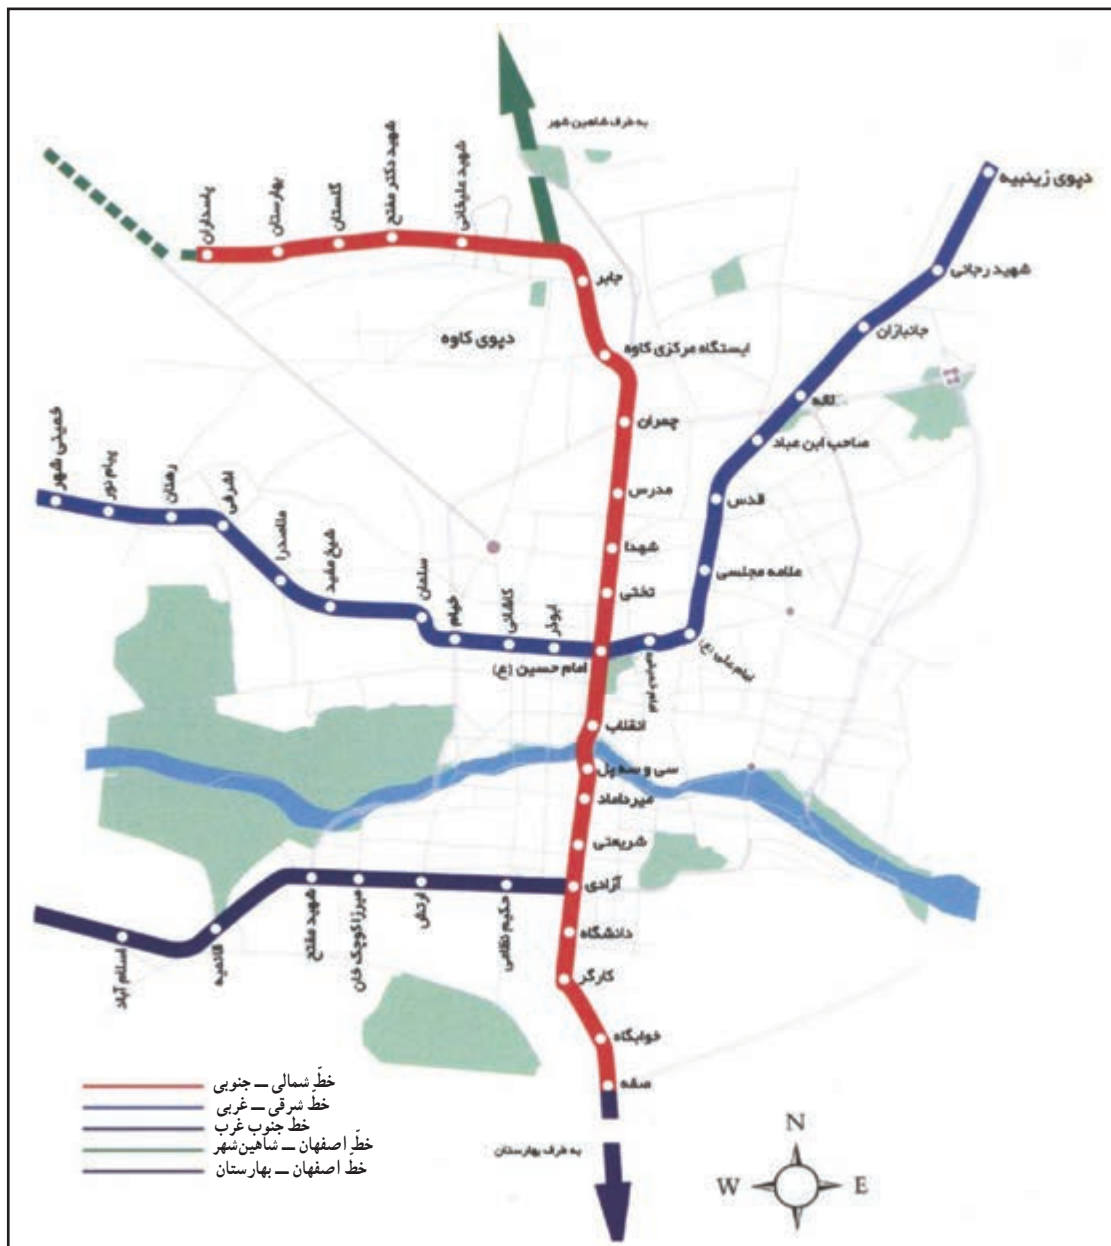 به طرف شاهین شهر
پاسداران
بهارستان
گلستان
شهید دکتر مفتح
شهید علیخانی
جابر
دپوی کاوه
ایستگاه مرکزی کاوه
چمران
مدرس
شهدا
تختی
امام حسین (ع)
انقلاب
سی و سه پل
میرداماد
شریعتی
آزادی
دانشگاه
کارگر
خوابگاه
صفه
به طرف بهارستان
دپوی زینبیه
شهید رجائی
جانبازان
لاله
صاحب ابن عباد
قدس
علامه مجلسی
امام علی (ع)
ابوذر
کاشانی
خیام
سلمان
شیخ مفید
ملاصدرا
اشرفی
رهنان
پیام نور
خمینی شهر
حکیم نظامی
ارتش
میرزا کوچک خان
شهید مفتح
قائمیه
اسلام آباد
خطّ شمالی ــ جنوبی
خطّ شرقی ــ غربی
خط جنوب غرب
خطّ اصفهان ــ شاهین‌شهر
خطّ اصفهان ــ بهارستان
N
W
E